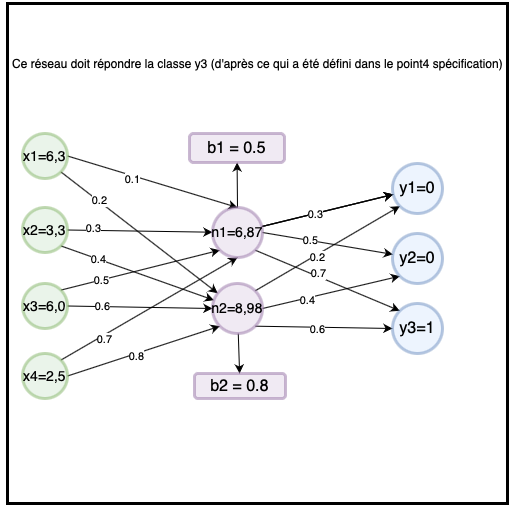 Ce réseau doit répondre la classe y3 (d'après ce qui a été défini dans le point4 spécification)
b1 = 0.5
x1=6,3
0.1
0.2
y1=0
0.3
x2=3,3
0.3
n1=6,87
0.5
0.2
y2=0
0.4
0.7
0.5
x3=6,0
0.6
n2=8,98
0.4
0.6
y3=1
0.7
0.8
x4=2,5
b2 = 0.8